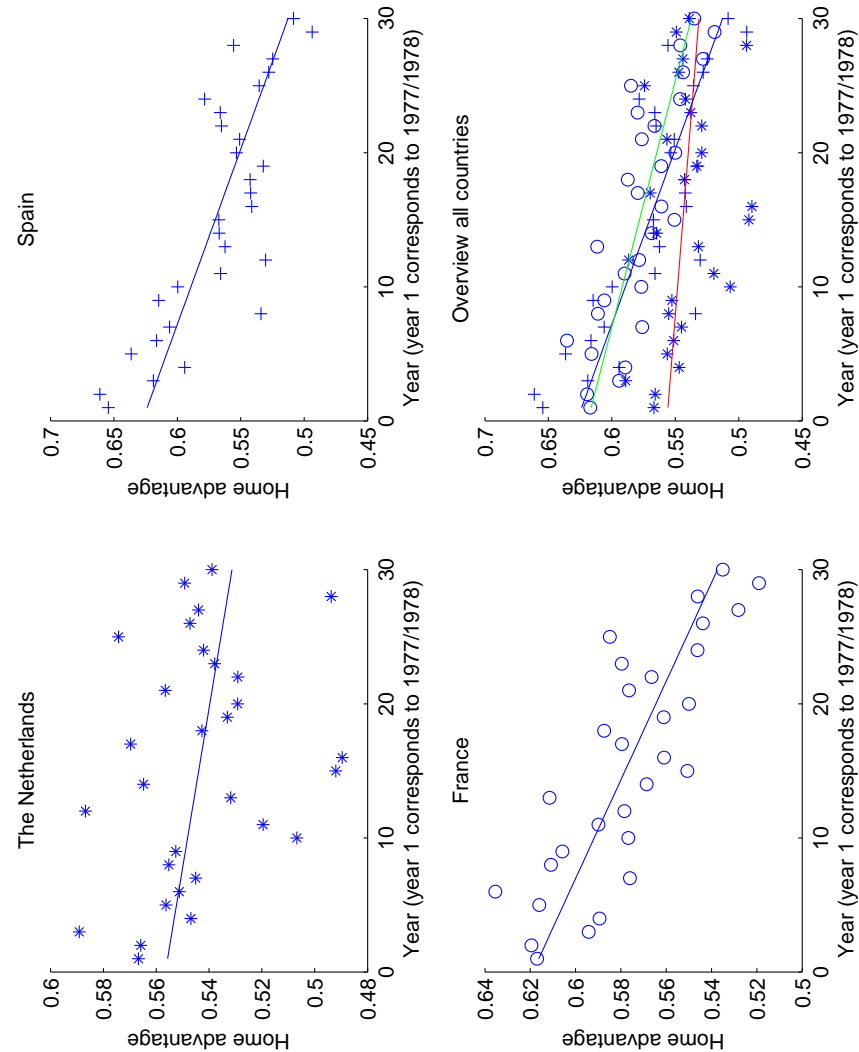 The Netherlands
0.6
0.58
0.56
0.54
0.52
0.5
0.48
Home advantage
0 10 20 30
Year (year 1 corresponds to 1977/1978)
Spain
0.7
0.65
0.6
0.55
0.5
0.45
Home advantage
0 10 20 30
Year (year 1 corresponds to 1977/1978)
France
0.64
0.62
0.6
0.58
0.56
0.54
0.52
0.5
Home advantage
0 10 20 30
Year (year 1 corresponds to 1977/1978)
Overview all countries
0.7
0.65
0.6
0.55
0.5
0.45
Home advantage
0 10 20 30
Year (year 1 corresponds to 1977/1978)